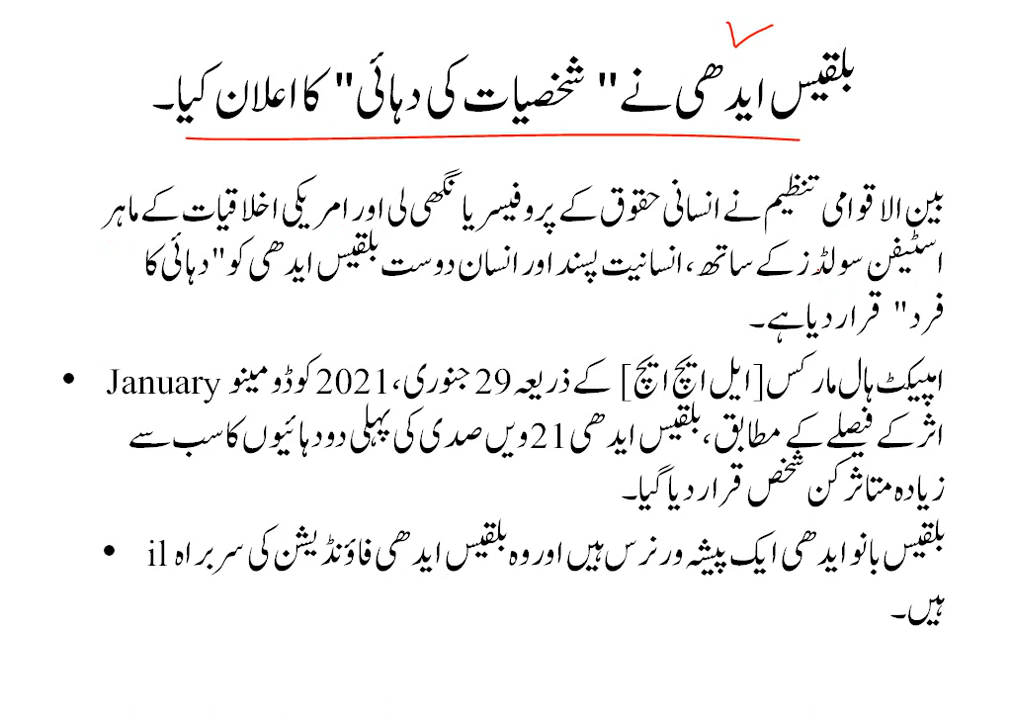 بلقیس ایدھی نے " شخصیات کی دہائی" کا اعلان کیا۔
بین الاقوامی تنظیم نے انسانی حقوق کے پروفیسر یانگھی لی اور امریکی اخلاقیات کے ماہر
اسٹیفن سولڈز کے ساتھ، انسانیت پسند اور انسان دوست بلقیس ایدھی کو "دہائی کا
فرد" قرار دیا ہے۔
امپیکٹ ہال مارکس [ایل ایچ ایچ] کے ذریعہ 29 جنوری، 2021 کو ڈومینو January •
اثر کے فیصلے کے مطابق، بلقیس ایدھی 21ویں صدی کی پہلی دو دہائیوں کا سب سے
زیادہ متاثر کن شخص قرار دیا گیا۔
بلقیس بانو ایدھی ایک پیشہ ور نرس ہیں اور وہ بلقیس ایدھی فاؤنڈیشن کی سربراہ il •
ہیں۔